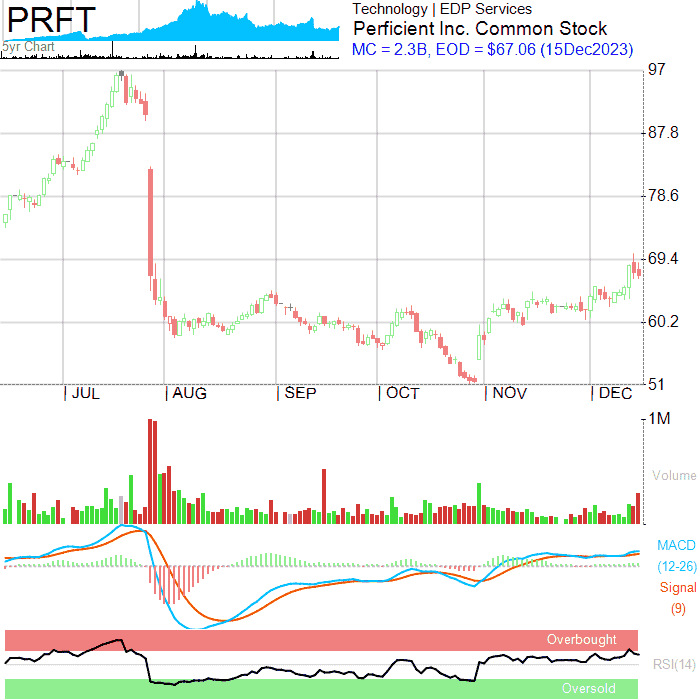 PRFT
5yr Chart
Technology | EDP Services
Perficient Inc. Common Stock
MC = 2.3B, EOD = $67.06 (15Dec2023)
97
87.8
78.6
69.4
60.2
51
JUL AUG SEP OCT NOV DEC
1M
Volume
MACD
(12-26)
Signal
(9)
Overbought
RSI(14)
Oversold